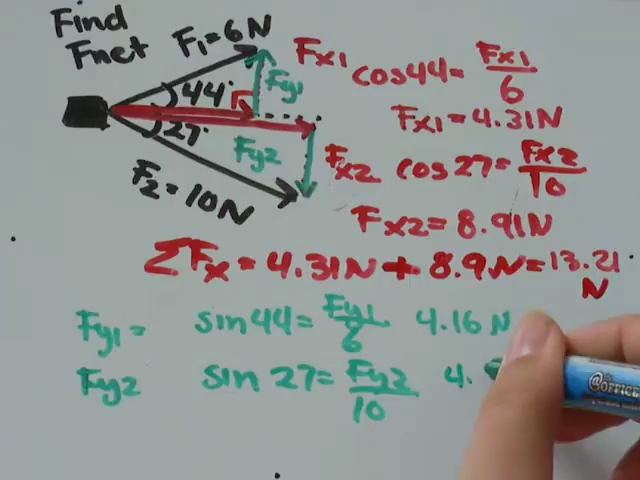 Find
Fnet
F1 = 6N
44°
27°
F2 = 10N
Fy1
Fy2
Fx1 cos44 = Fx1/6
Fx1 = 4.31N
Fx2 cos 27 = Fx2/10
Fx2 = 8.91N
ΣFx = 4.31N + 8.9N = 13.21 N
Fy1 = sin44 = Fy1/6 4.16 N
Fy2 sin 27 = Fy2/10 4.
@OFFICE